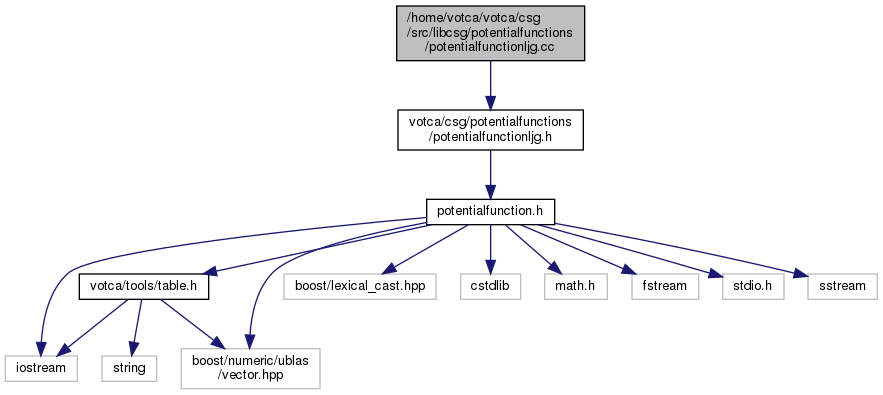 /home/votca/votca/csg
/src/libcsg/potentialfunctions
/potentialfunctionljg.cc
votca/csg/potentialfunctions
/potentialfunctionljg.h
potentialfunction.h
votca/tools/table.h
boost/lexical_cast.hpp
cstdlib
math.h
fstream
stdio.h
sstream
iostream
string
boost/numeric/ublas
/vector.hpp